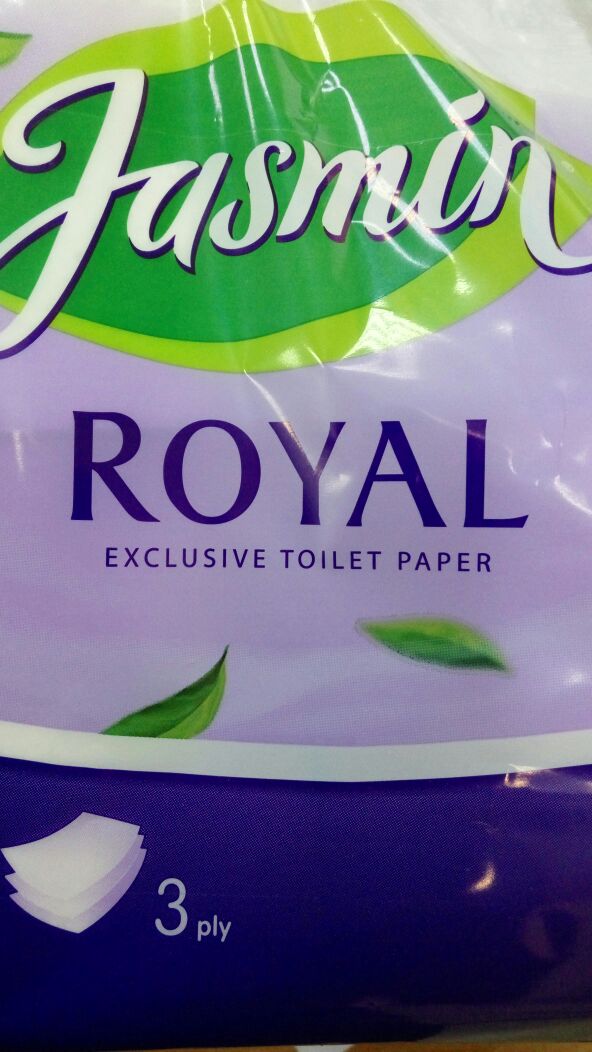 Jasmin
ROYAL
EXCLUSIVE TOILET PAPER
3 ply